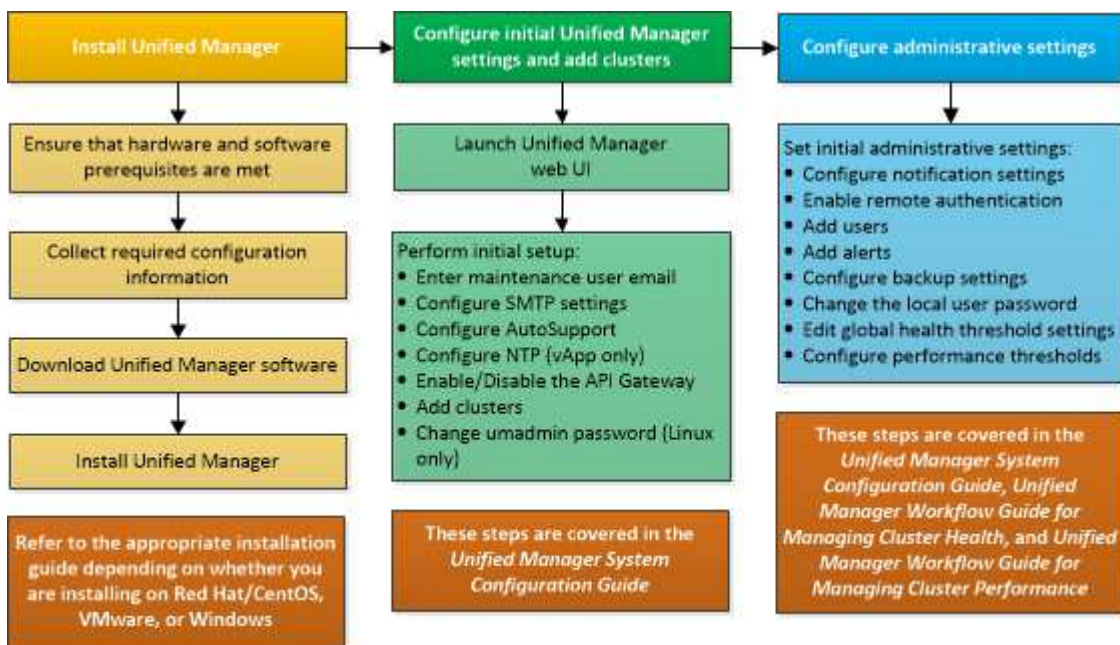 Install Unified Manager
Ensure that hardware and software
prerequisites are met
Collect required configuration
information
Download Unified Manager software
Install Unified Manager
Refer to the appropriate installation
guide depending on whether you
are installing on Red Hat/CentOS,
VMware, or Windows
Configure initial Unified Manager
settings and add clusters
Launch Unified Manager
web UI
Perform initial setup:
• Enter maintenance user email
• Configure SMTP settings
• Configure AutoSupport
• Configure NTP (vApp only)
• Enable/Disable the API Gateway
• Add clusters
• Change umadmin password (Linux
only)
These steps are covered in the
Unified Manager System
Configuration Guide
Configure administrative settings
Set initial administrative settings:
• Configure notification settings
• Enable remote authentication
• Add users
• Add alerts
• Configure backup settings
• Change the local user password
• Edit global health threshold settings
• Configure performance thresholds
These steps are covered in the
Unified Manager System
Configuration Guide, Unified
Manager Workflow Guide for
Managing Cluster Health, and Unified
Manager Workflow Guide for
Managing Cluster Performance